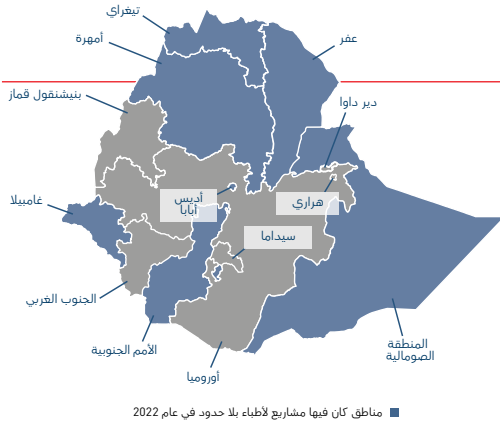 تيغراي
أمهرة
عفر
بنيشنقول قماز
دير داوا
غامبيلا
أديس
أبابا
هراري
سيداما
الجنوب الغربي
الأمم الجنوبية
المنطقة
الصومالية
أوروميا
مناطق كان فيها مشاريع لأطباء بلا حدود في عام 2022